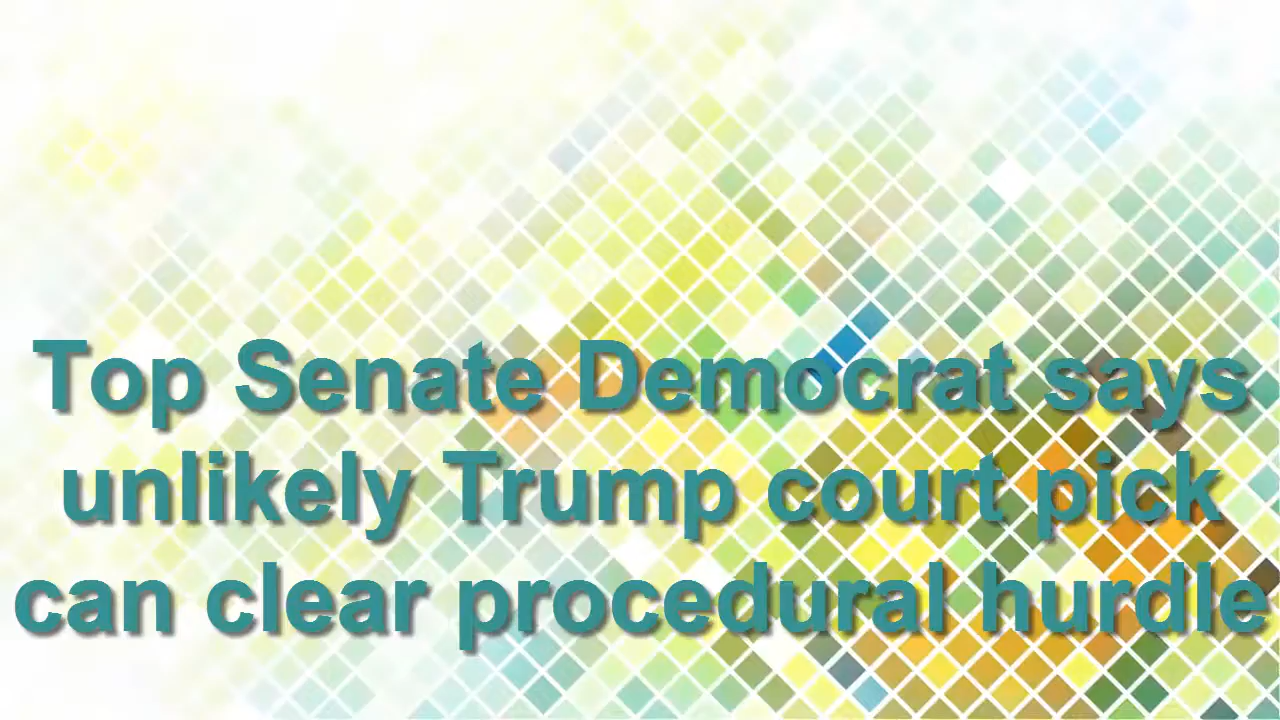 Top Senate Democrat says
unlikely Trump court pick
can clear procedural hurdle